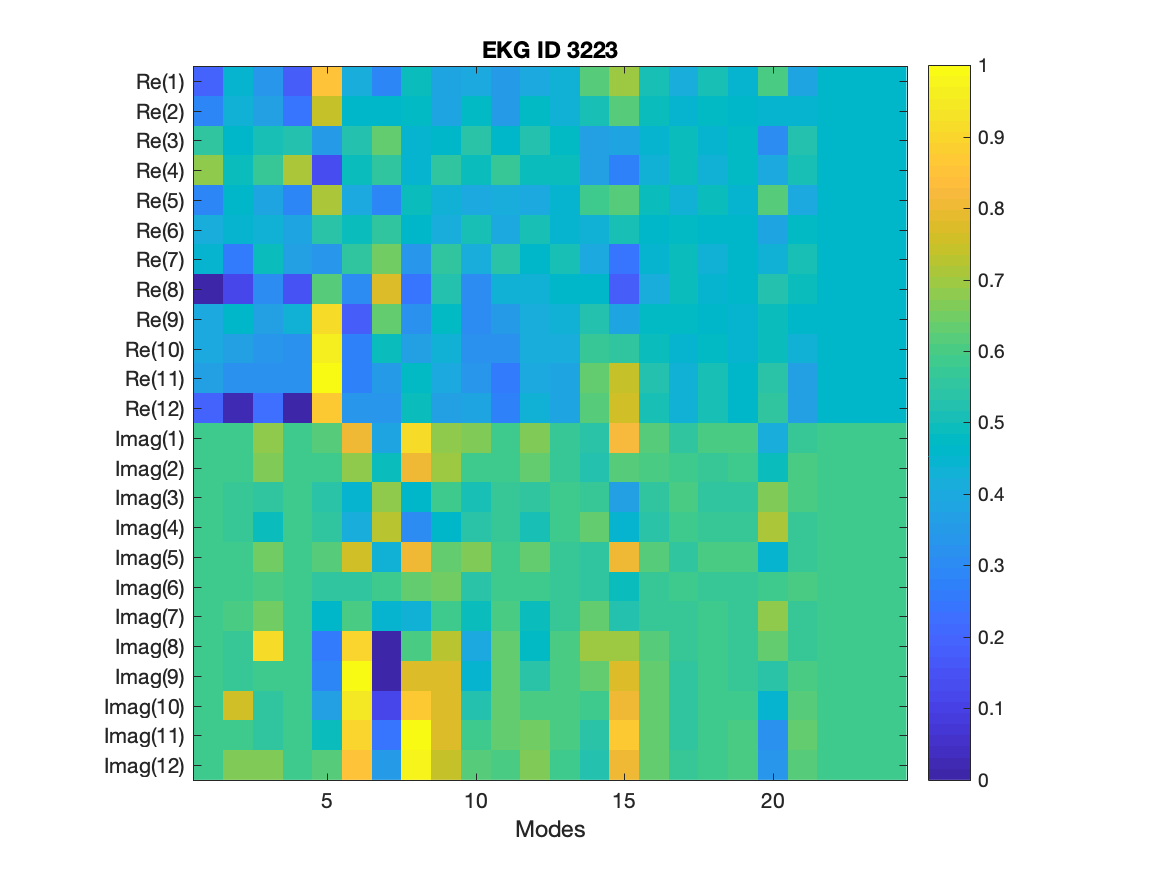 EKG ID 3223
Re(1)
Re(2)
Re(3)
Re(4)
Re(5)
Re(6)
Re(7)
Re(8)
Re(9)
Re(10)
Re(11)
Re(12)
Imag(1)
Imag(2)
Imag(3)
Imag(4)
Imag(5)
Imag(6)
Imag(7)
Imag(8)
Imag(9)
Imag(10)
Imag(11)
Imag(12)
5 10 15 20
Modes
1
0.9
0.8
0.7
0.6
0.5
0.4
0.3
0.2
0.1
0